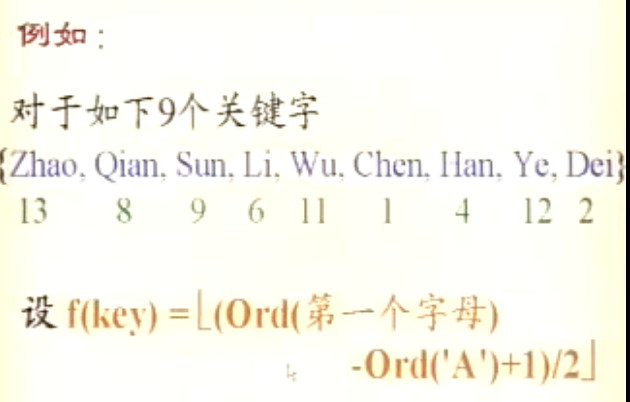 例如：
对于如下9个关键字
{Zhao, Qian, Sun, Li, Wu, Chen, Han, Ye, Dei}
13 8 9 6 11 1 4 12 2
设 f(key) =⌊(Ord(第一个字母)
-Ord('A')+1)/2⌋